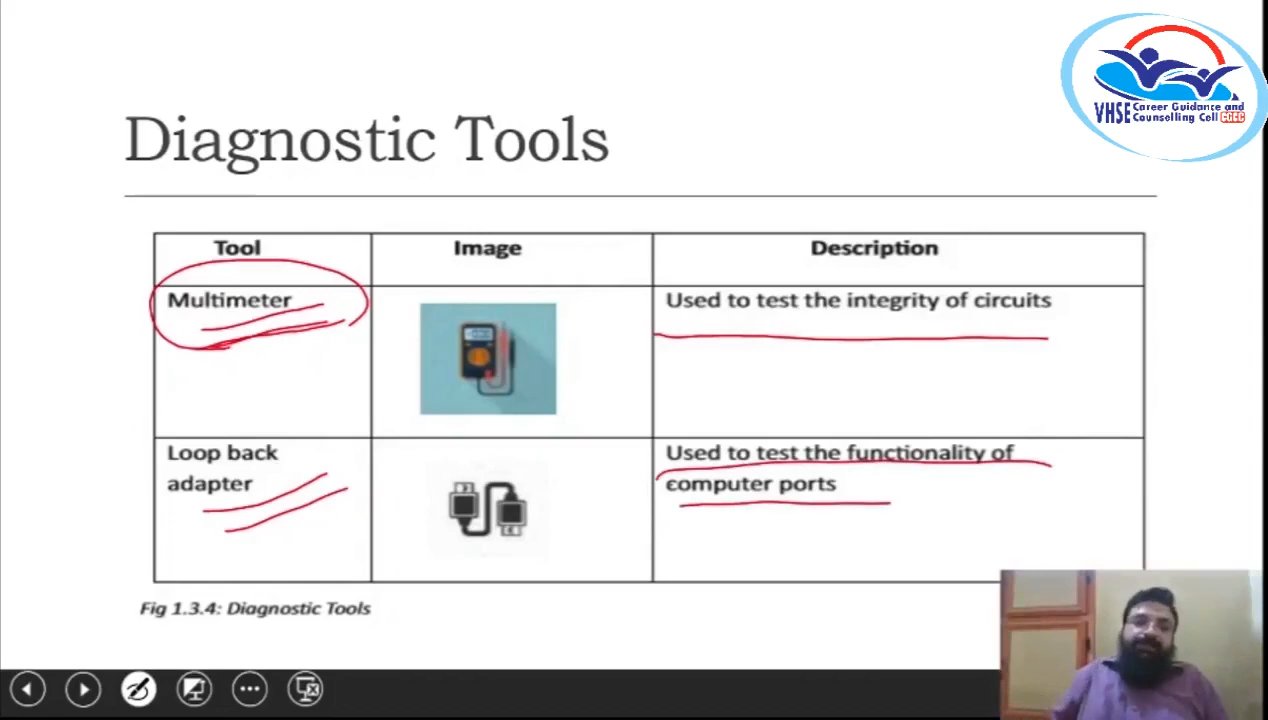 VHSE Career Guidance and
Counselling Cell CGCC
Diagnostic Tools
Tool Image Description
Multimeter Used to test the integrity of circuits
Loop back
adapter
Used to test the functionality of
computer ports
Fig 1.3.4: Diagnostic Tools